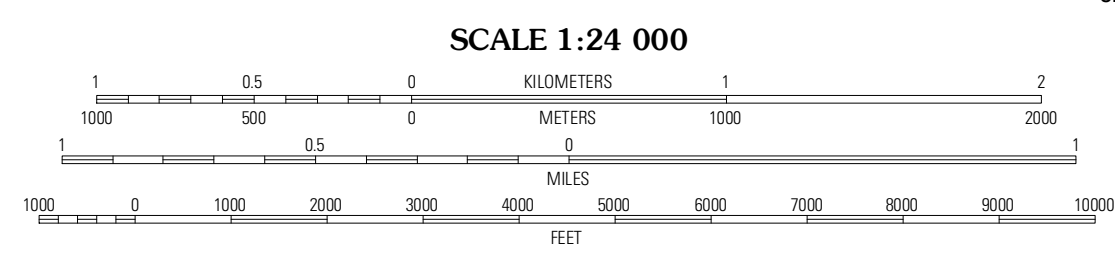 SCALE 1:24 000
1 0.5 0 KILOMETERS 1 2
1000 500 0 METERS 1000 2000
1 0.5 0 1
MILES
1000 0 1000 2000 3000 4000 5000 6000 7000 8000 9000 10000
FEET